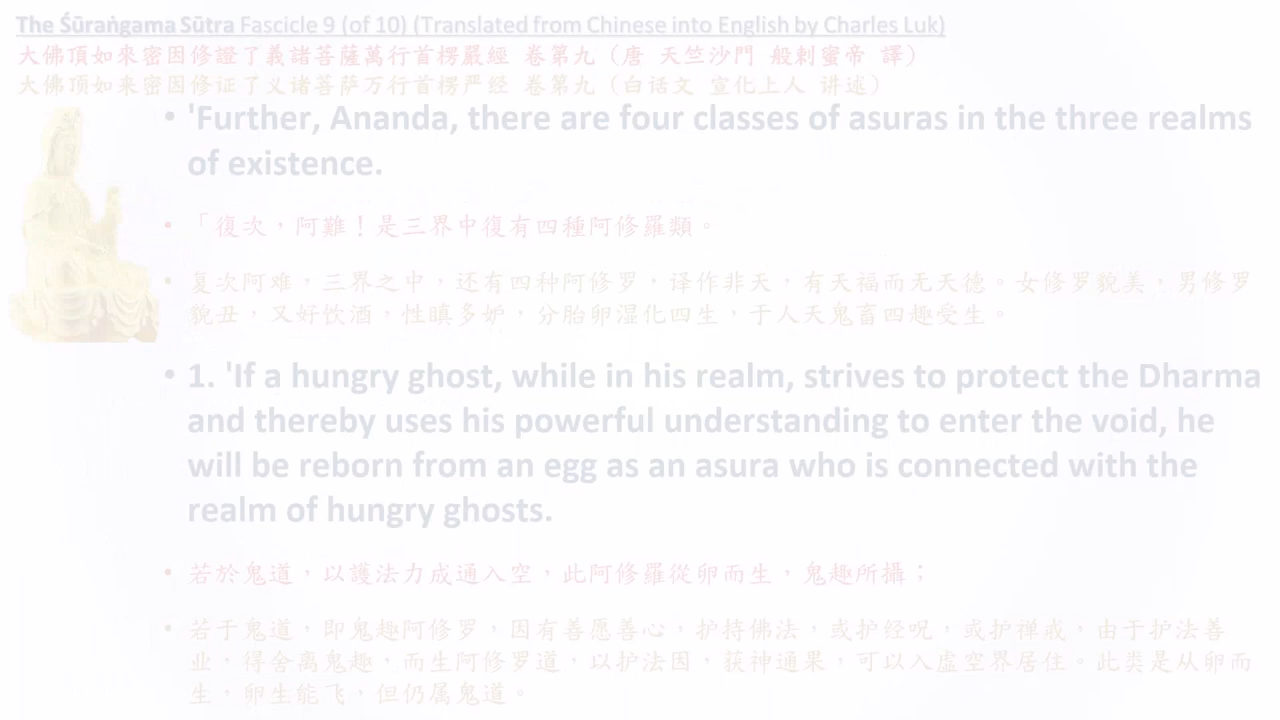 The Śūraṅgama Sūtra Fascicle 9 (of 10) (Translated from Chinese into English by Charles Luk)
大佛頂如來密因修證了義諸菩薩萬行首楞嚴經 卷第九 (唐 天竺沙門 般剌蜜帝 譯)
大佛顶如来密因修证了义诸菩萨万行首楞严经 卷第九 (白话文 宣化上人 讲述)
• 'Further, Ananda, there are four classes of asuras in the three realms
of existence.
• 「復次，阿難！是三界中復有四種阿修羅類。
• 复次阿难，三界之中，还有四种阿修罗，译作非天，有天福而无天德。女修罗貌美，男修罗
貌丑，又好饮酒，性瞋多妒，分胎卵湿化四生，于人天鬼畜四趣受生。
• 1. 'If a hungry ghost, while in his realm, strives to protect the Dharma
and thereby uses his powerful understanding to enter the void, he
will be reborn from an egg as an asura who is connected with the
realm of hungry ghosts.
• 若於鬼道，以護法力成通入空，此阿修羅從卵而生，鬼趣所攝；
• 若于鬼道，即鬼趣阿修罗，因有善愿善心，护持佛法，或护经咒，或护禅戒，由于护法善
业，得舍离鬼趣，而生阿修罗道，以护法因，获神通果，可以入虚空界居住。此类是从卵而
生，卵生能飞，但仍属鬼道。